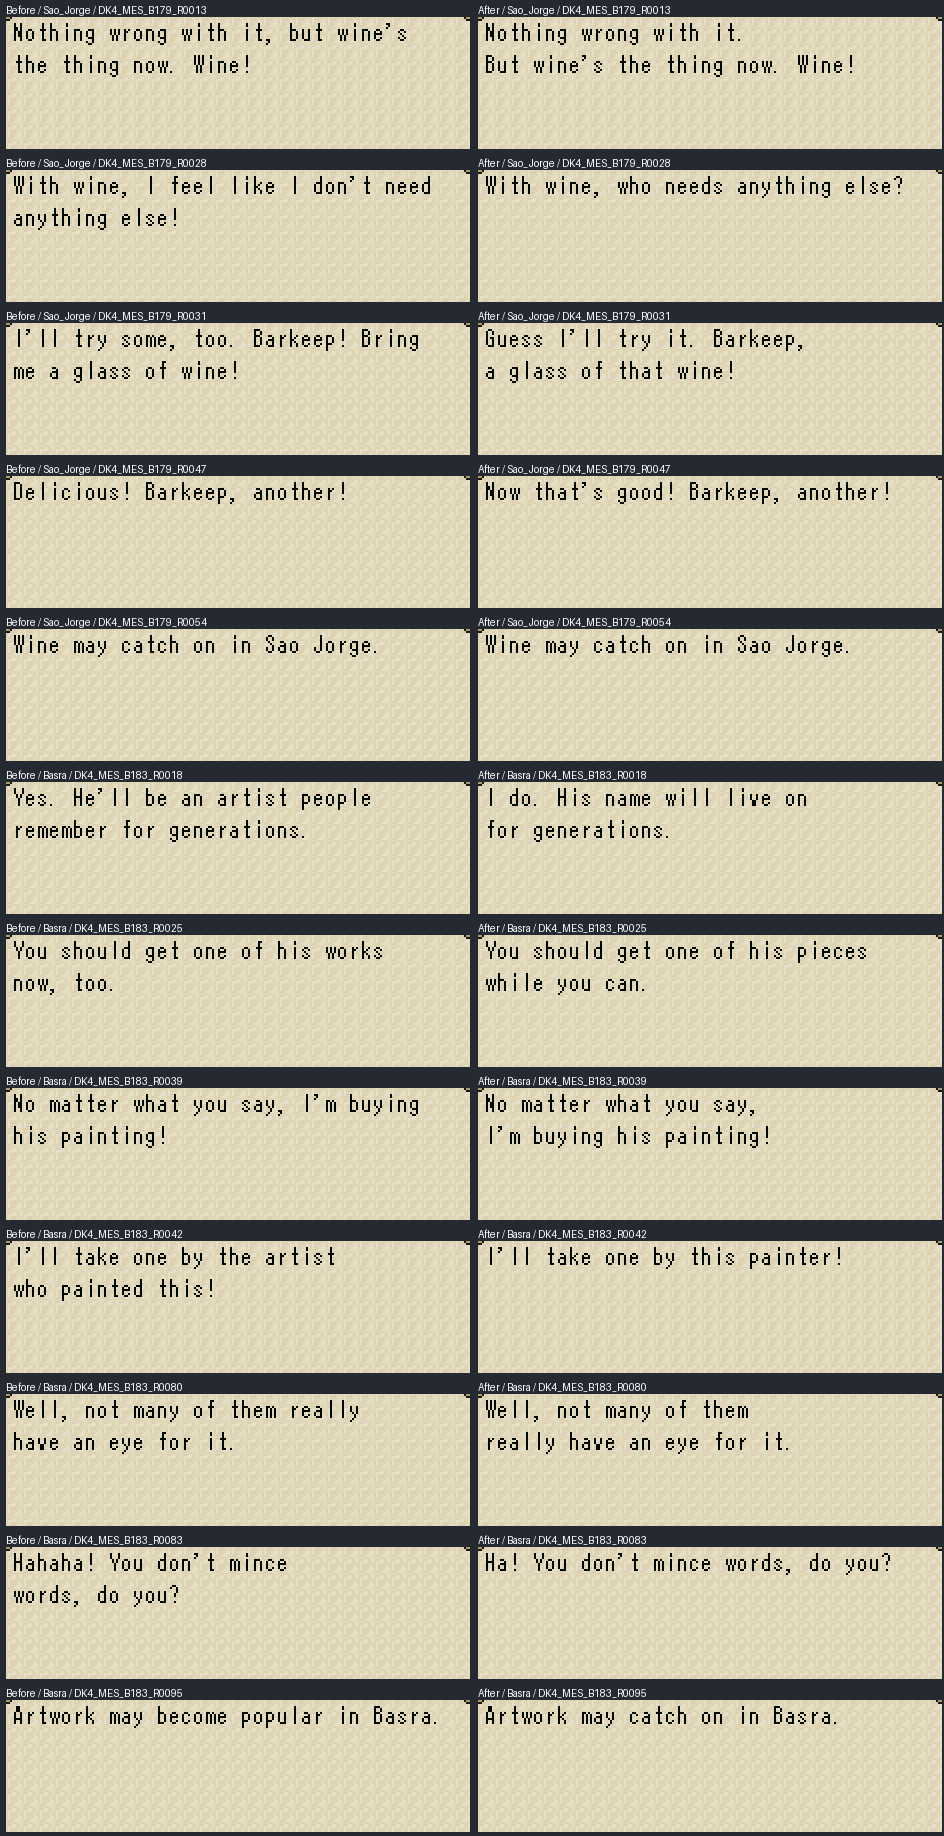 Before / Sao_Jorge / DK4_MES_B179_R0013
Nothing wrong with it, but wine's
the thing now. Wine!
After / Sao_Jorge / DK4_MES_B179_R0013
Nothing wrong with it.
But wine's the thing now. Wine!
Before / Sao_Jorge / DK4_MES_B179_R0028
With wine, I feel like I don't need
anything else!
After / Sao_Jorge / DK4_MES_B179_R0028
With wine, who needs anything else?
Before / Sao_Jorge / DK4_MES_B179_R0031
I'll try some, too. Barkeep! Bring
me a glass of wine!
After / Sao_Jorge / DK4_MES_B179_R0031
Guess I'll try it. Barkeep,
a glass of that wine!
Before / Sao_Jorge / DK4_MES_B179_R0047
Delicious! Barkeep, another!
After / Sao_Jorge / DK4_MES_B179_R0047
Now that's good! Barkeep, another!
Before / Sao_Jorge / DK4_MES_B179_R0054
Wine may catch on in Sao Jorge.
After / Sao_Jorge / DK4_MES_B179_R0054
Wine may catch on in Sao Jorge.
Before / Basra / DK4_MES_B183_R0018
Yes. He'll be an artist people
remember for generations.
After / Basra / DK4_MES_B183_R0018
I do. His name will live on
for generations.
Before / Basra / DK4_MES_B183_R0025
You should get one of his works
now, too.
After / Basra / DK4_MES_B183_R0025
You should get one of his pieces
while you can.
Before / Basra / DK4_MES_B183_R0039
No matter what you say, I'm buying
his painting!
After / Basra / DK4_MES_B183_R0039
No matter what you say,
I'm buying his painting!
Before / Basra / DK4_MES_B183_R0042
I'll take one by the artist
who painted this!
After / Basra / DK4_MES_B183_R0042
I'll take one by this painter!
Before / Basra / DK4_MES_B183_R0080
Well, not many of them really
have an eye for it.
After / Basra / DK4_MES_B183_R0080
Well, not many of them
really have an eye for it.
Before / Basra / DK4_MES_B183_R0083
Hahaha! You don't mince
words, do you?
After / Basra / DK4_MES_B183_R0083
Ha! You don't mince words, do you?
Before / Basra / DK4_MES_B183_R0095
Artwork may become popular in Basra.
After / Basra / DK4_MES_B183_R0095
Artwork may catch on in Basra.